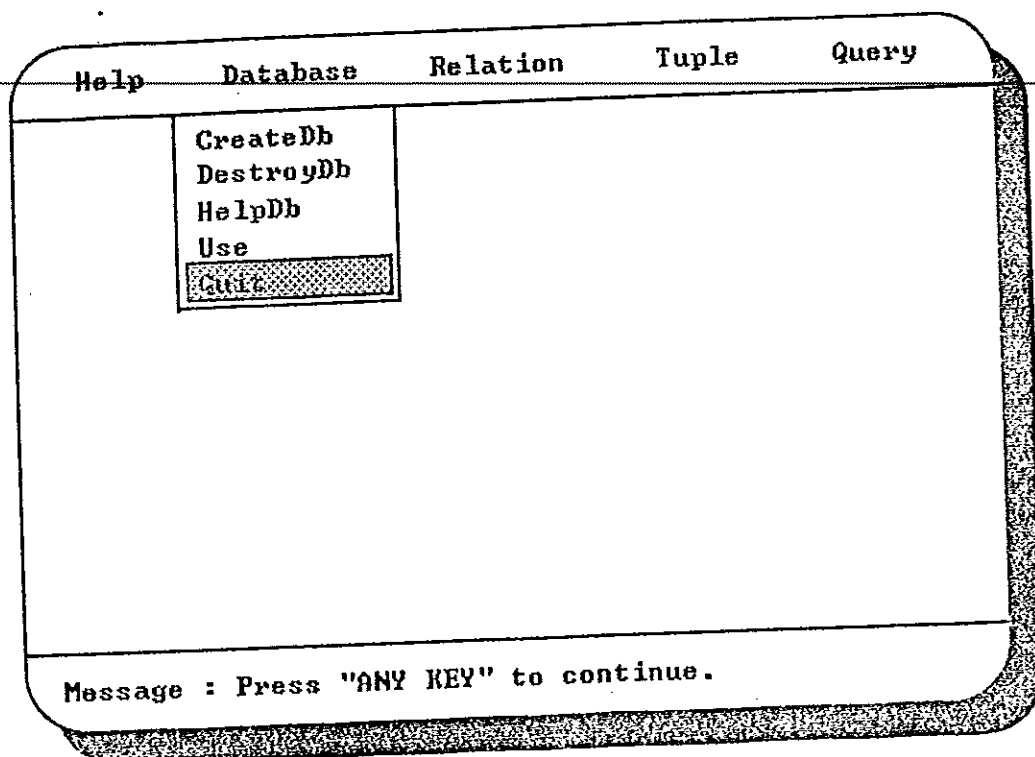 Help Database Relation Tuple Query
CreateDb
DestroyDb
HelpDb
Use
Quit
Message : Press "ANY KEY" to continue.